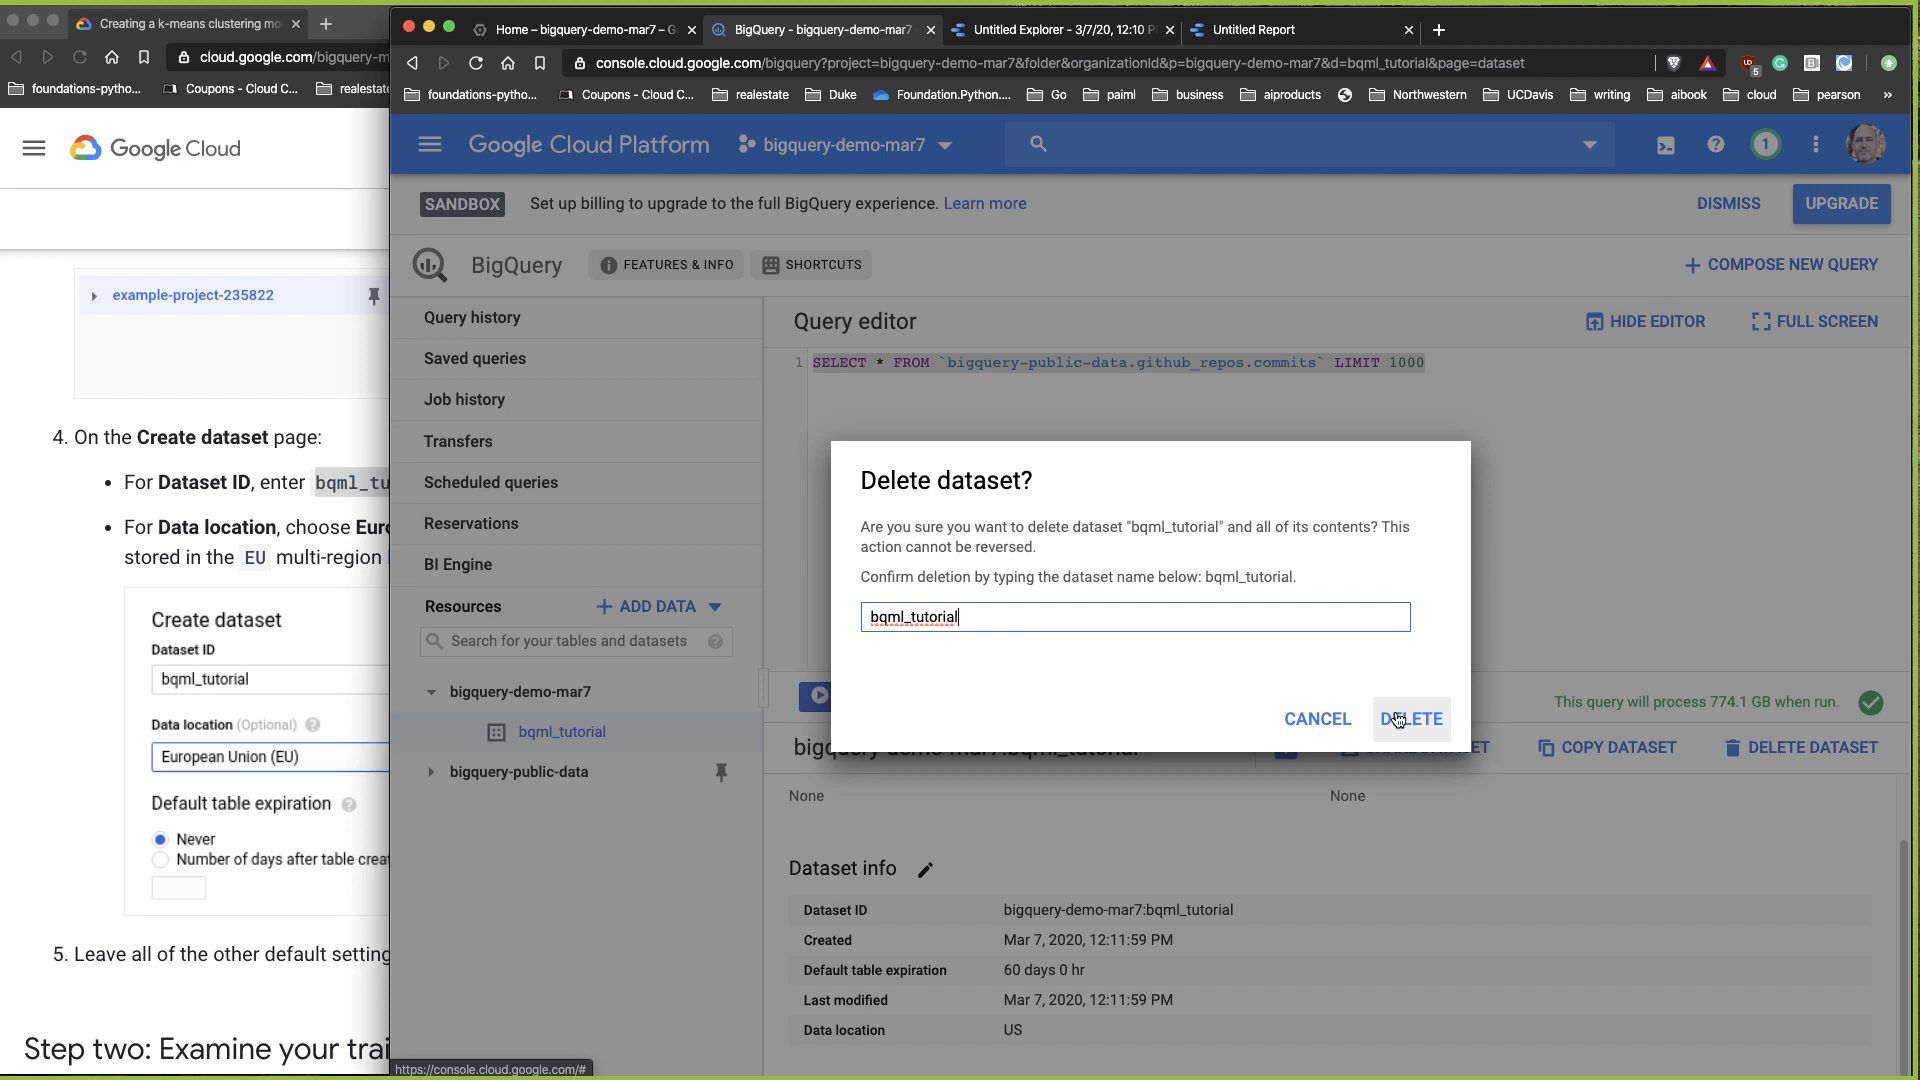 Creating a k-means clustering mo
cloud.google.com/bigquery-m
foundations-pytho...
Coupons - Cloud C...
realestate
Google Cloud
example-project-235822
4. On the Create dataset page:
• For Dataset ID, enter bqml_tu
• For Data location, choose Euro
stored in the EU multi-region
Create dataset
Dataset ID
bqml_tutorial
Data location (Optional)
European Union (EU)
Default table expiration
Never
Number of days after table creat
5. Leave all of the other default setting
Step two: Examine your trai
Home – bigquery-demo-mar7 – G
BigQuery - bigquery-demo-mar7
Untitled Explorer - 3/7/20, 12:10 P
Untitled Report
console.cloud.google.com/bigquery?project=bigquery-demo-mar7&folder&organizationId&p=bigquery-demo-mar7&d=bqml_tutorial&page=dataset
5
foundations-pytho...
Coupons - Cloud C...
realestate
Duke
Foundation.Python....
Go
paiml
business
aiproducts
Northwestern
UCDavis
writing
aibook
cloud
pearson
»
Google Cloud Platform
bigquery-demo-mar7
1
SANDBOX
Set up billing to upgrade to the full BigQuery experience. Learn more
DISMISS
UPGRADE
BigQuery
FEATURES & INFO
SHORTCUTS
COMPOSE NEW QUERY
Query history
Saved queries
Job history
Transfers
Scheduled queries
Reservations
BI Engine
Resources
ADD DATA
Search for your tables and datasets
bigquery-demo-mar7
bqml_tutorial
bigquery-public-data
Query editor
HIDE EDITOR
FULL SCREEN
1 SELECT * FROM `bigquery-public-data.github_repos.commits` LIMIT 1000
Delete dataset?
Are you sure you want to delete dataset "bqml_tutorial" and all of its contents? This
action cannot be reversed.
Confirm deletion by typing the dataset name below: bqml_tutorial.
bqml_tutorial
CANCEL
DELETE
This query will process 774.1 GB when run.
COPY DATASET
DELETE DATASET
None
None
Dataset info
Dataset ID bigquery-demo-mar7:bqml_tutorial
Created Mar 7, 2020, 12:11:59 PM
Default table expiration 60 days 0 hr
Last modified Mar 7, 2020, 12:11:59 PM
Data location US
https://console.cloud.google.com/#